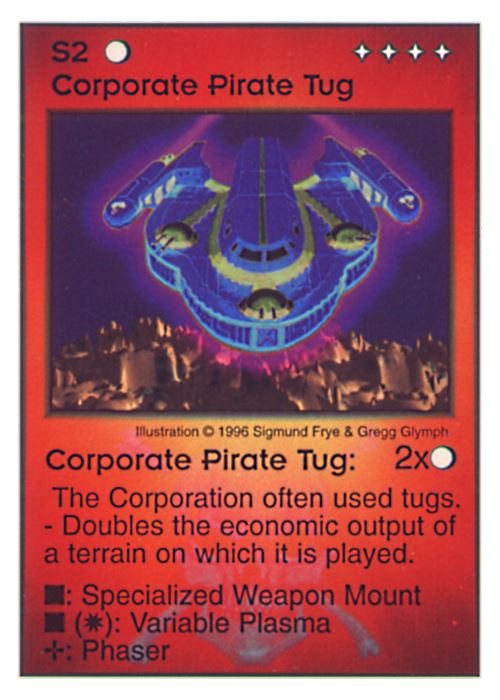 S2
Corporate Pirate Tug
Illustration © 1996 Sigmund Frye & Gregg Glymph
Corporate Pirate Tug: 2x
The Corporation often used tugs.
- Doubles the economic output of
a terrain on which it is played.
■: Specialized Weapon Mount
■ (✷): Variable Plasma
✢: Phaser